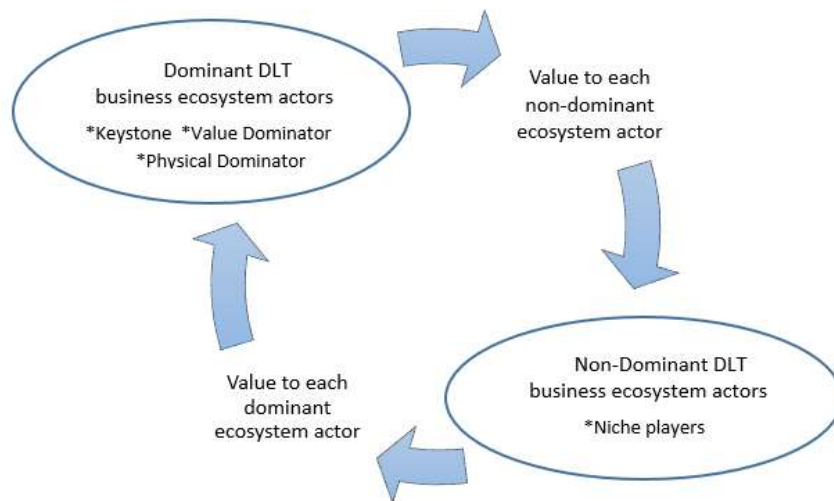 Dominant DLT
business ecosystem actors
*Keystone *Value Dominator
*Physical Dominator
Value to each
non-dominant
ecosystem actor
Non-Dominant DLT
business ecosystem actors
*Niche players
Value to each
dominant
ecosystem actor